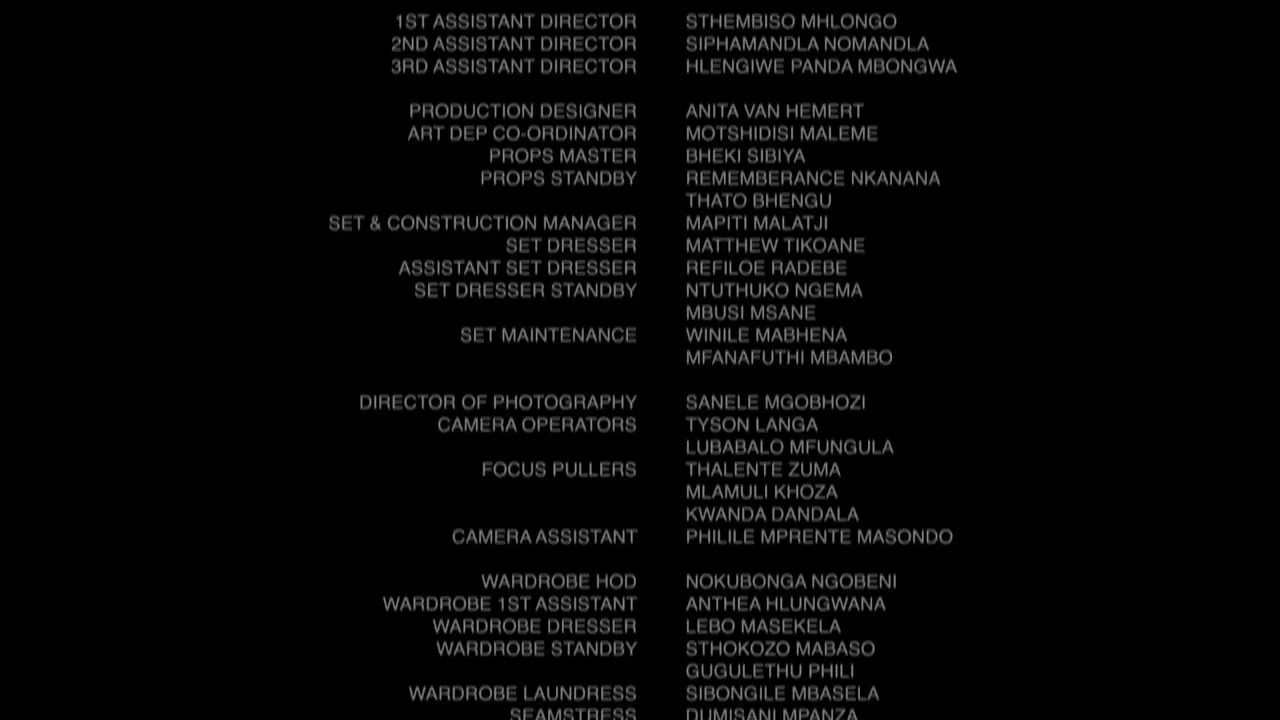 1ST ASSISTANT DIRECTOR STHEMBISO MHLONGO
2ND ASSISTANT DIRECTOR SIPHAMANDLA NOMANDLA
3RD ASSISTANT DIRECTOR HLENGIWE PANDA MBONGWA
PRODUCTION DESIGNER ANITA VAN HEMERT
ART DEP CO-ORDINATOR MOTSHIDISI MALEME
PROPS MASTER BHEKI SIBIYA
PROPS STANDBY REMEMBERANCE NKANANA
THATO BHENGU
SET & CONSTRUCTION MANAGER MAPITI MALATJI
SET DRESSER MATTHEW TIKOANE
ASSISTANT SET DRESSER REFILOE RADEBE
SET DRESSER STANDBY NTUTHUKO NGEMA
MBUSI MSANE
SET MAINTENANCE WINILE MABHENA
MFANAFUTHI MBAMBO
DIRECTOR OF PHOTOGRAPHY SANELE MGOBHOZI
CAMERA OPERATORS TYSON LANGA
LUBABALO MFUNGULA
FOCUS PULLERS THALENTE ZUMA
MLAMULI KHOZA
KWANDA DANDALA
CAMERA ASSISTANT PHILILE MPRENTE MASONDO
WARDROBE HOD NOKUBONGA NGOBENI
WARDROBE 1ST ASSISTANT ANTHEA HLUNGWANA
WARDROBE DRESSER LEBO MASEKELA
WARDROBE STANDBY STHOKOZO MABASO
GUGULETHU PHILI
WARDROBE LAUNDRESS SIBONGILE MBASELA
SEAMSTRESS DUMISANI MPANZA